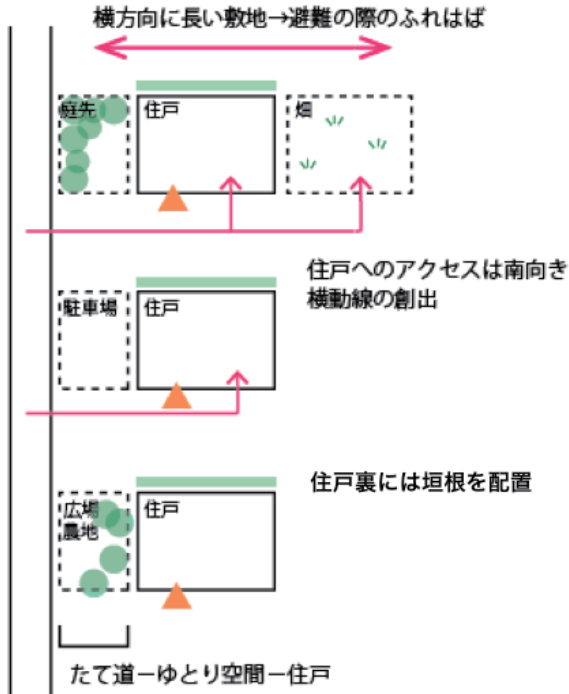 横方向に長い敷地→避難の際のふれはば
庭先
住戸
畑
住戸へのアクセスは南向き
横動線の創出
駐車場
住戸
住戸裏には垣根を配置
広場
農地
住戸
たて道－ゆとり空間－住戸